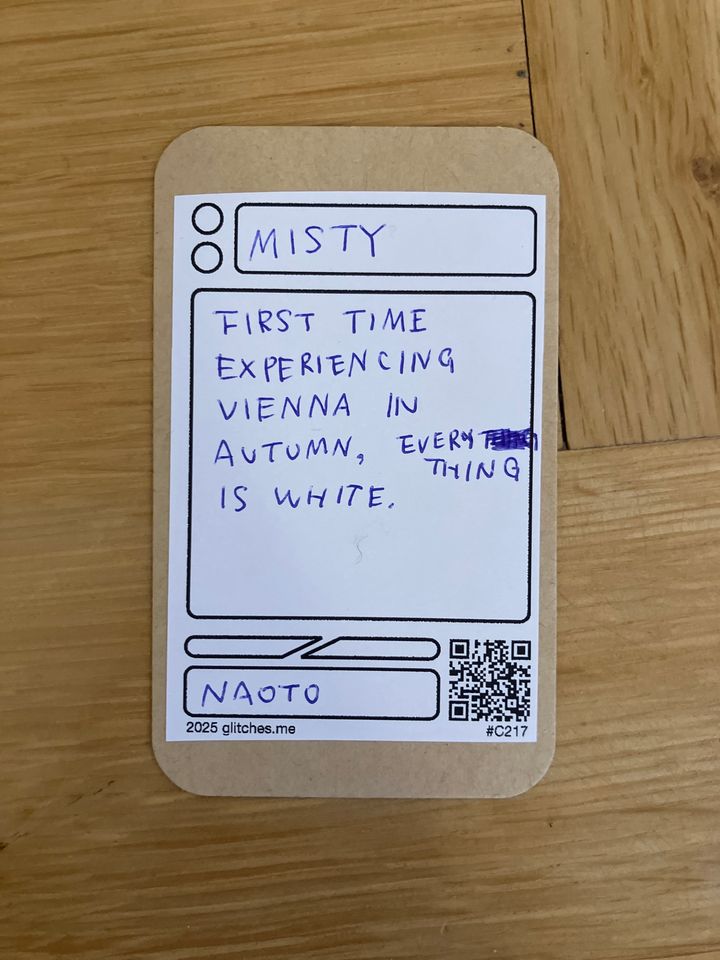 MISTY
FIRST TIME
EXPERIENCING
VIENNA IN
AUTUMN, EVERY
THING
IS WHITE.
NAOTO
2025 glitches.me
#C217